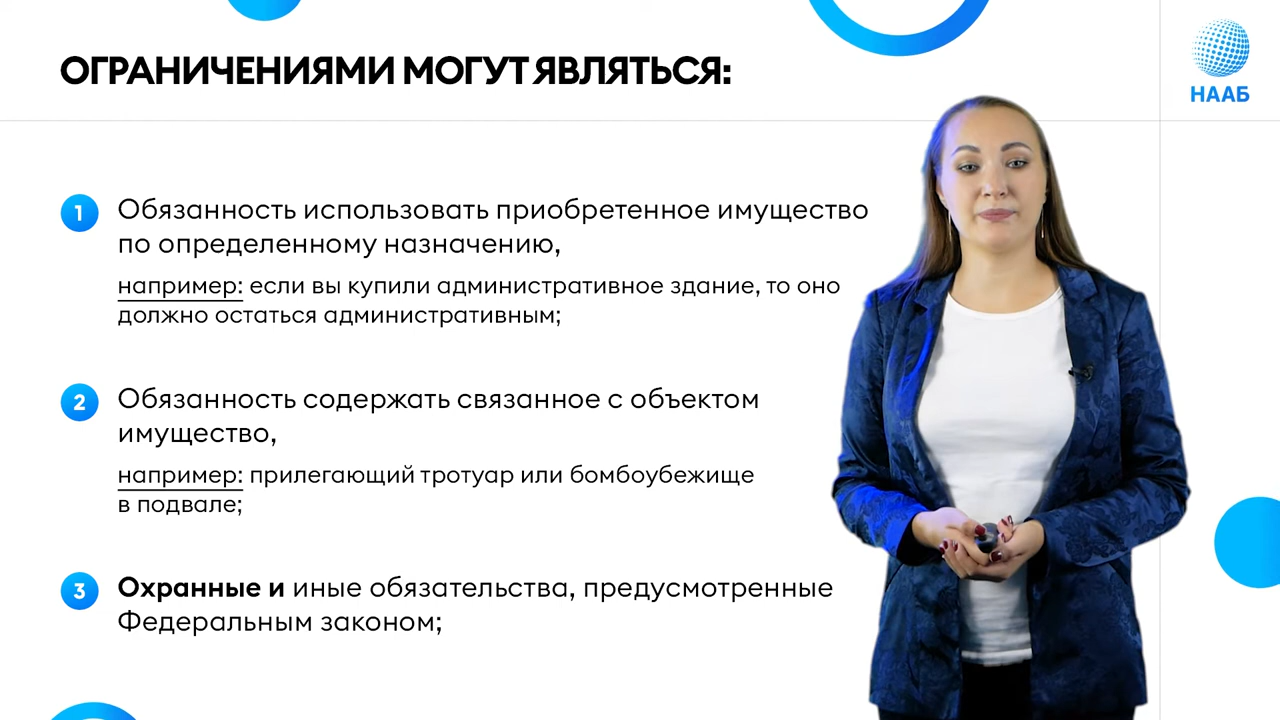 ОГРАНИЧЕНИЯМИ МОГУТ ЯВЛЯТЬСЯ:
НААБ
1 Обязанность использовать приобретенное имущество
по определенному назначению,
например: если вы купили административное здание, то оно
должно остаться административным;
2 Обязанность содержать связанное с объектом
имущество,
например: прилегающий тротуар или бомбоубежище
в подвале;
3 Охранные и иные обязательства, предусмотренные
Федеральным законом;